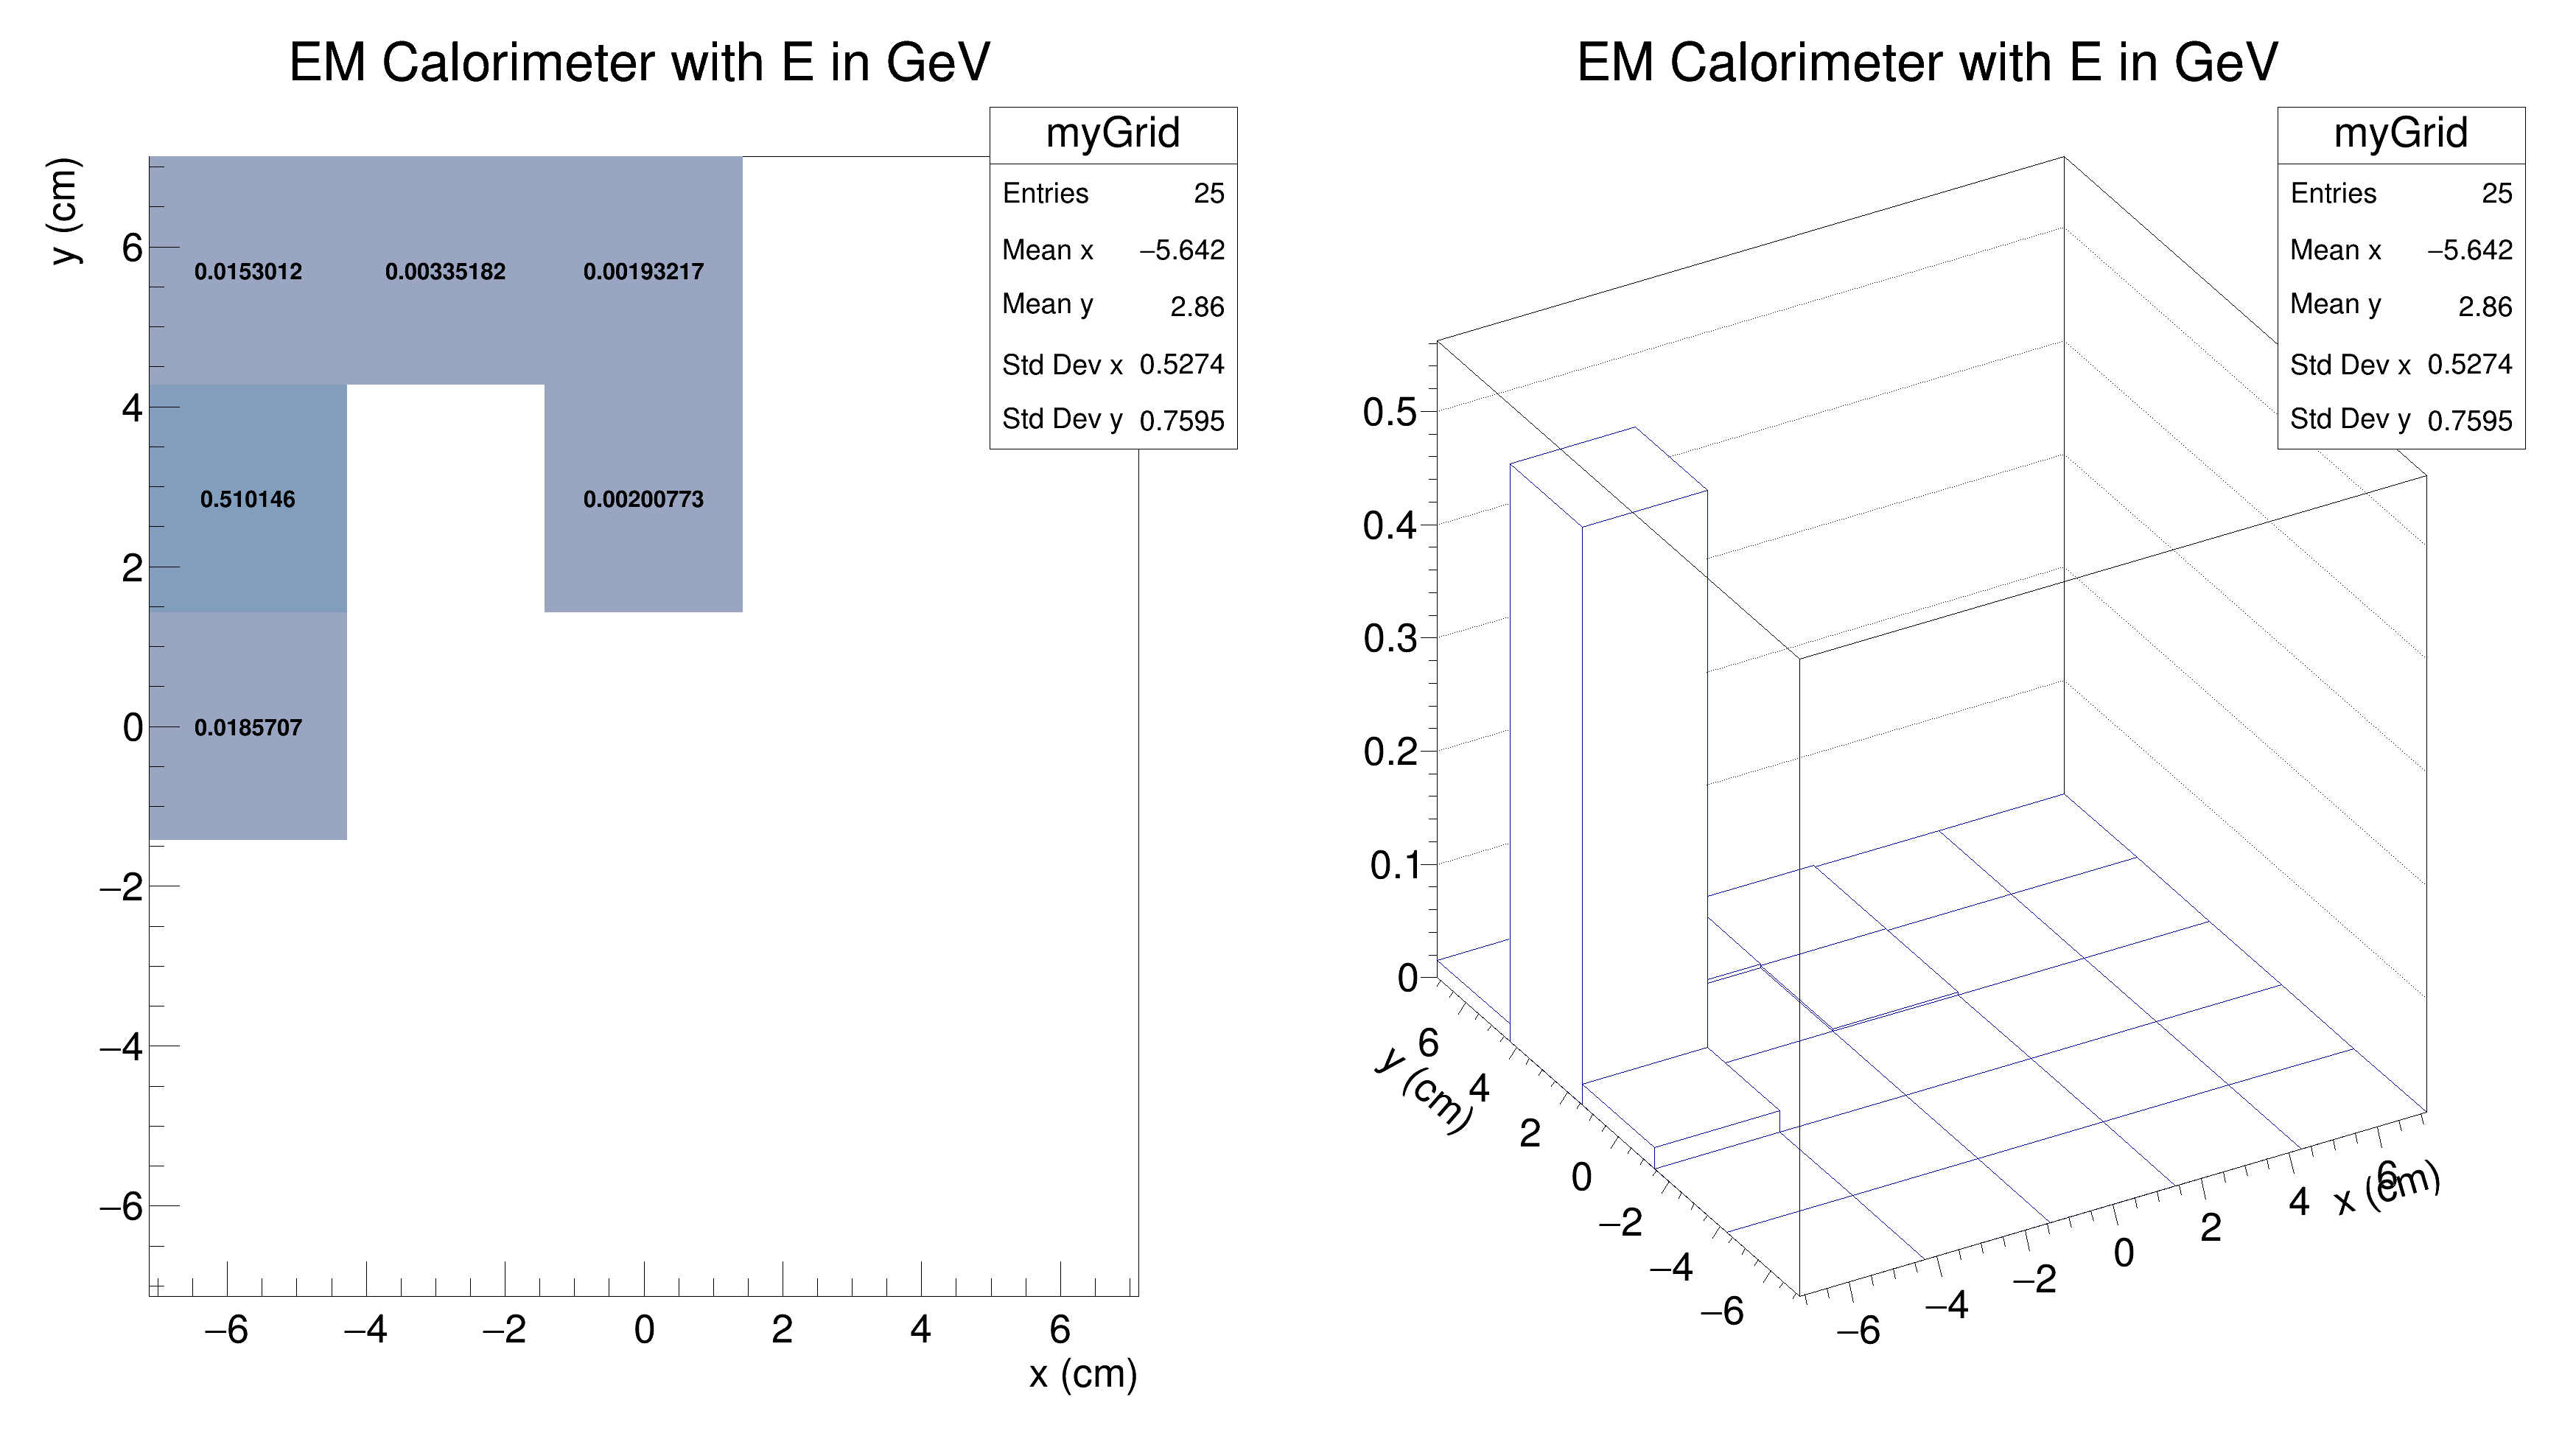 EM Calorimeter with E in GeV
myGrid
Entries 25
Mean x −5.642
Mean y 2.86
Std Dev x 0.5274
Std Dev y 0.7595
y (cm)
6
4
2
0
−2
−4
−6
0.0153012 0.00335182 0.00193217
0.510146 0.00200773
0.0185707
−6 −4 −2 0 2 4 6
x (cm)
EM Calorimeter with E in GeV
myGrid
Entries 25
Mean x −5.642
Mean y 2.86
Std Dev x 0.5274
Std Dev y 0.7595
0.5
0.4
0.3
0.2
0.1
0
y (cm)
6
4
2
0
−2
−4
−6
−6 −4 −2 0 2 4 6
x (cm)